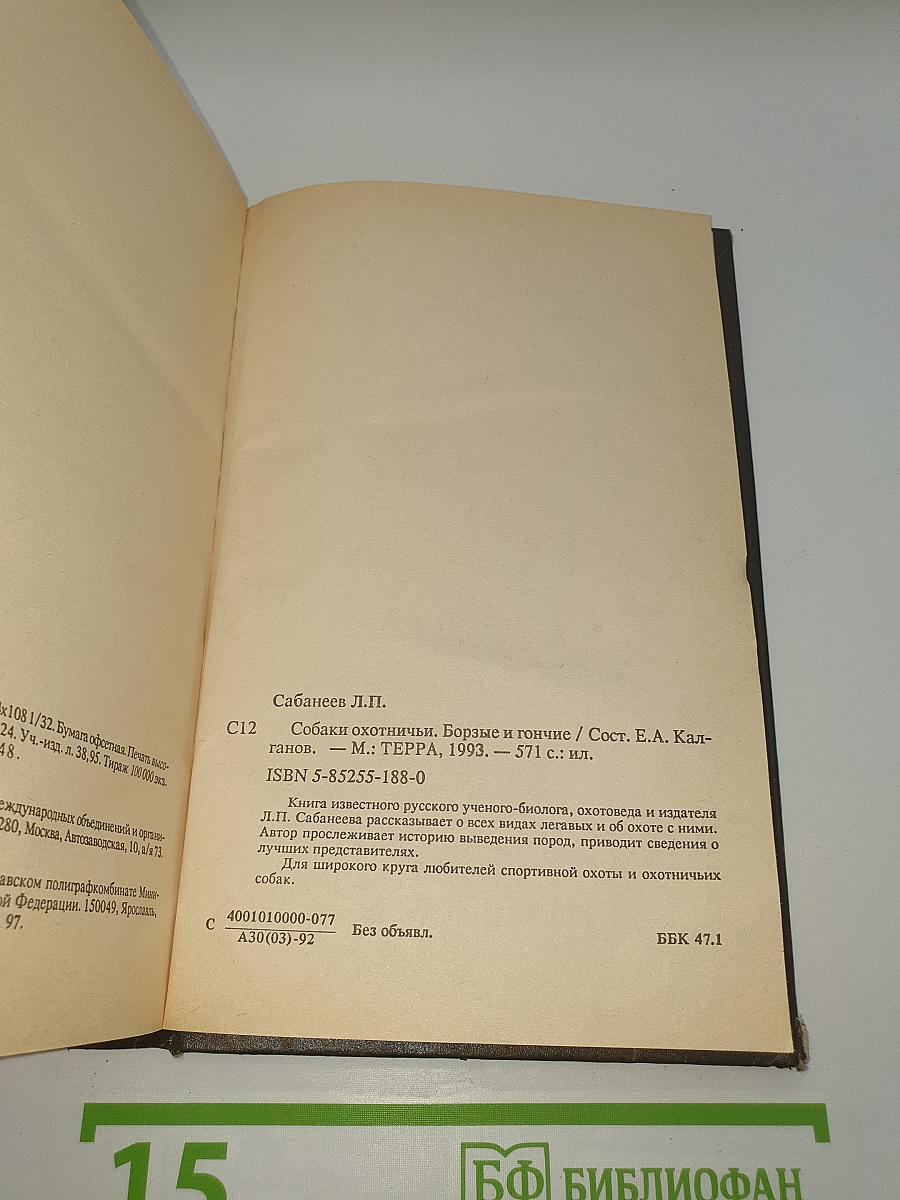 х108 1/32. Бумага офсетная. Печать высо-
24. Уч.-изд. л. 38,95. Тираж 100 000 экз.
48.
еждународных объединений и органи-
280, Москва, Автозаводская, 10, а/я 73.
авском полиграфкомбинате Мини-
ой Федерации. 150049, Ярославль,
97.
Сабанеев Л.П.
С12 Собаки охотничьи. Борзые и гончие / Сост. Е.А. Кал-
ганов. — М.: ТЕРРА, 1993. — 571 с.: ил.
ISBN 5-85255-188-0
Книга известного русского ученого-биолога, охотоведа и издателя
Л.П. Сабанеева рассказывает о всех видах легавых и об охоте с ними.
Автор прослеживает историю выведения пород, приводит сведения о
лучших представителях.
Для широкого круга любителей спортивной охоты и охотничьих
собак.
С 4001010000-077
А30(03)-92 Без объявл.
ББК 47.1
15
БФ БИБЛИОФАН